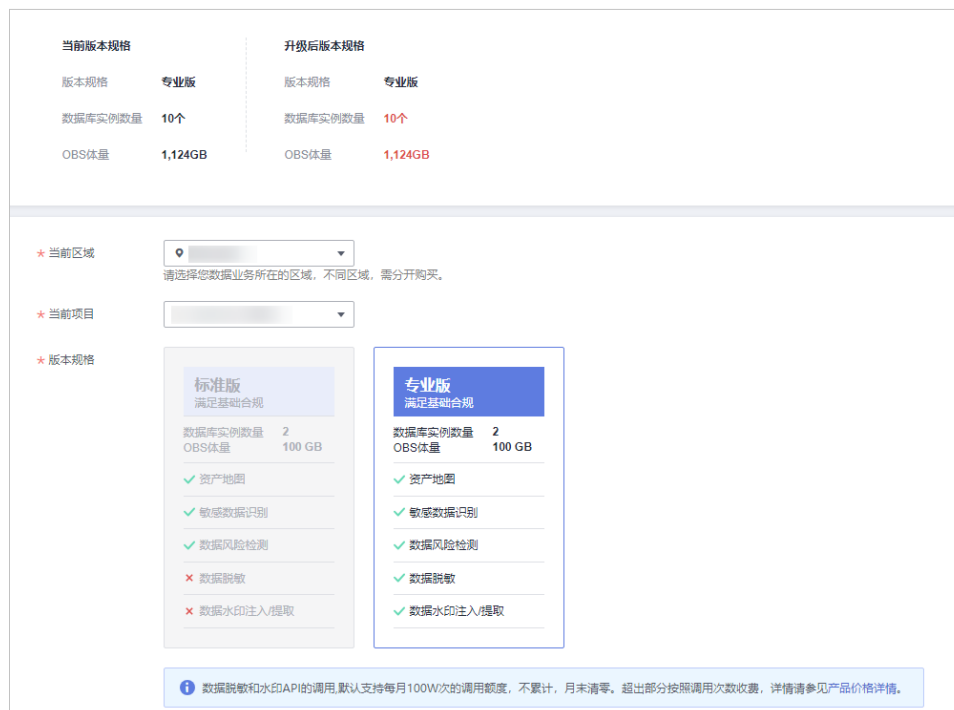 当前版本规格
版本规格 专业版
数据库实例数量 10个
OBS体量 1,124GB
升级后版本规格
版本规格 专业版
数据库实例数量 10个
OBS体量 1,124GB
* 当前区域
请选择您数据业务所在的区域，不同区域，需分开购买。
* 当前项目
* 版本规格
标准版
满足基础合规
数据库实例数量 2
OBS体量 100 GB
资产地图
敏感数据识别
数据风险检测
数据脱敏
数据水印注入/提取
专业版
满足基础合规
数据库实例数量 2
OBS体量 100 GB
资产地图
敏感数据识别
数据风险检测
数据脱敏
数据水印注入/提取
数据脱敏和水印API的调用,默认支持每月100W次的调用额度，不累计，月末清零。超出部分按照调用次数收费，详情请参见产品价格详情。